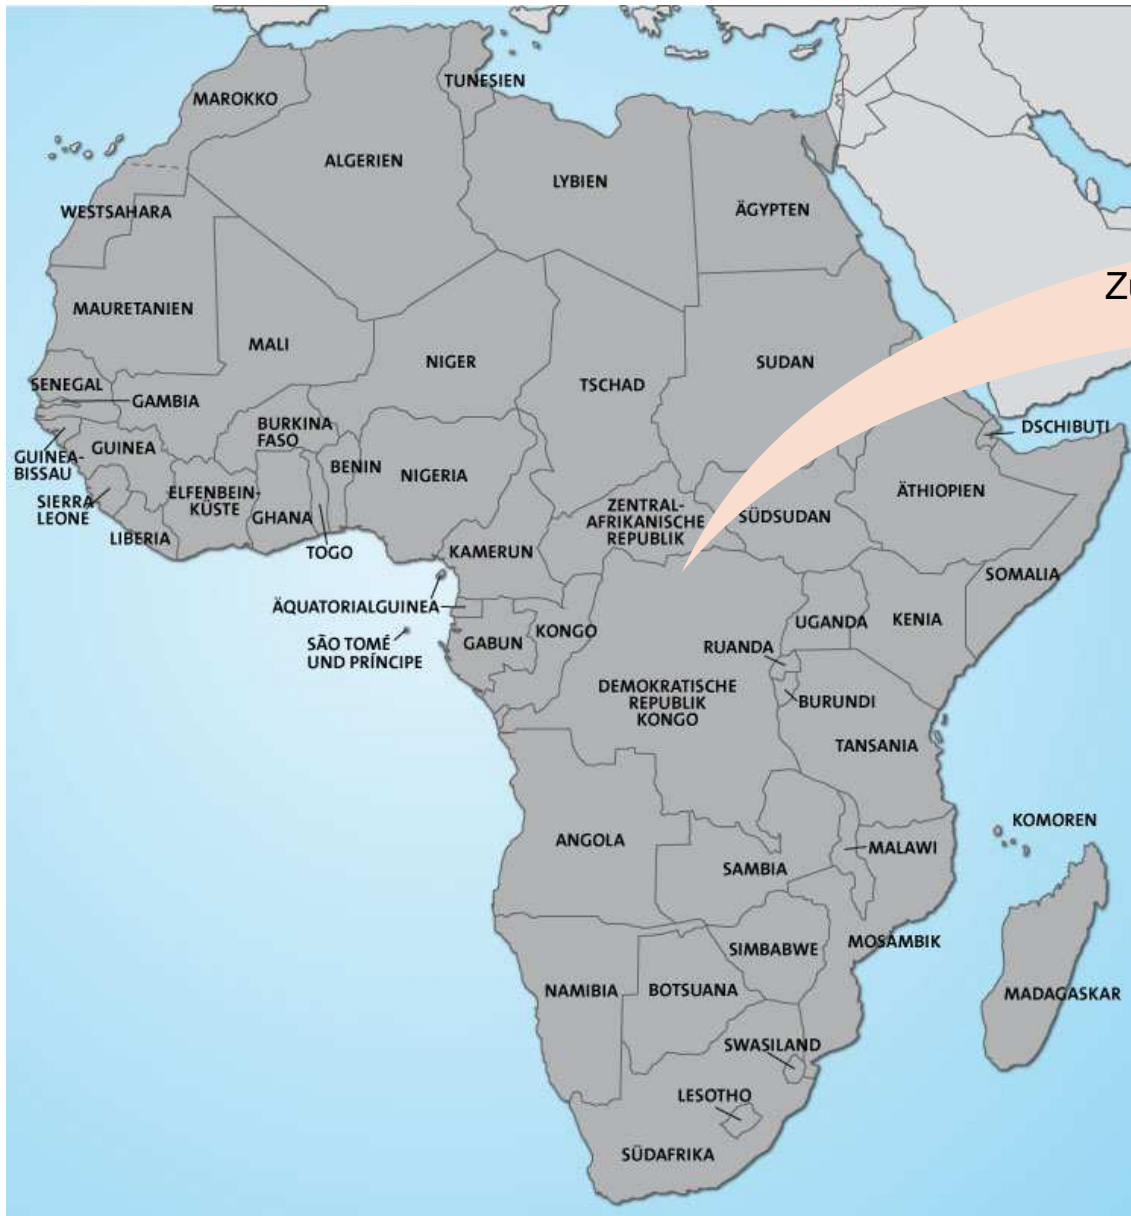 TUNESIEN
MAROKKO
ALGERIEN
LYBIEN
ÄGYPTEN
WESTSAHARA
MAURETANIEN
MALI
NIGER
TSCHAD
SUDAN
SENEGAL
GAMBIA
BURKINA
FASO
DSCHIBUTI
GUINEA-
BISSAU
GUINEA
BENIN
NIGERIA
ÄTHIOPIEN
SIERRA
LEONE
ELFENBEIN-
KÜSTE
GHANA
ZENTRAL-
AFRIKANISCHE
REPUBLIK
SÜDSUDAN
LIBERIA
TOGO
KAMERUN
SOMALIA
ÄQUATORIALGUINEA
SÃO TOMÉ
UND PRÍNCIPE
GABUN
KONGO
UGANDA
KENIA
RUANDA
DEMOKRATISCHE
REPUBLIK
KONGO
BURUNDI
TANSANIA
KOMOREN
ANGOLA
SAMBIA
MALAWI
SIMBABWE
MOSAMBIK
NAMIBIA
BOTSUANA
MADAGASKAR
SWASILAND
LESOTHO
SÜDAFRIKA